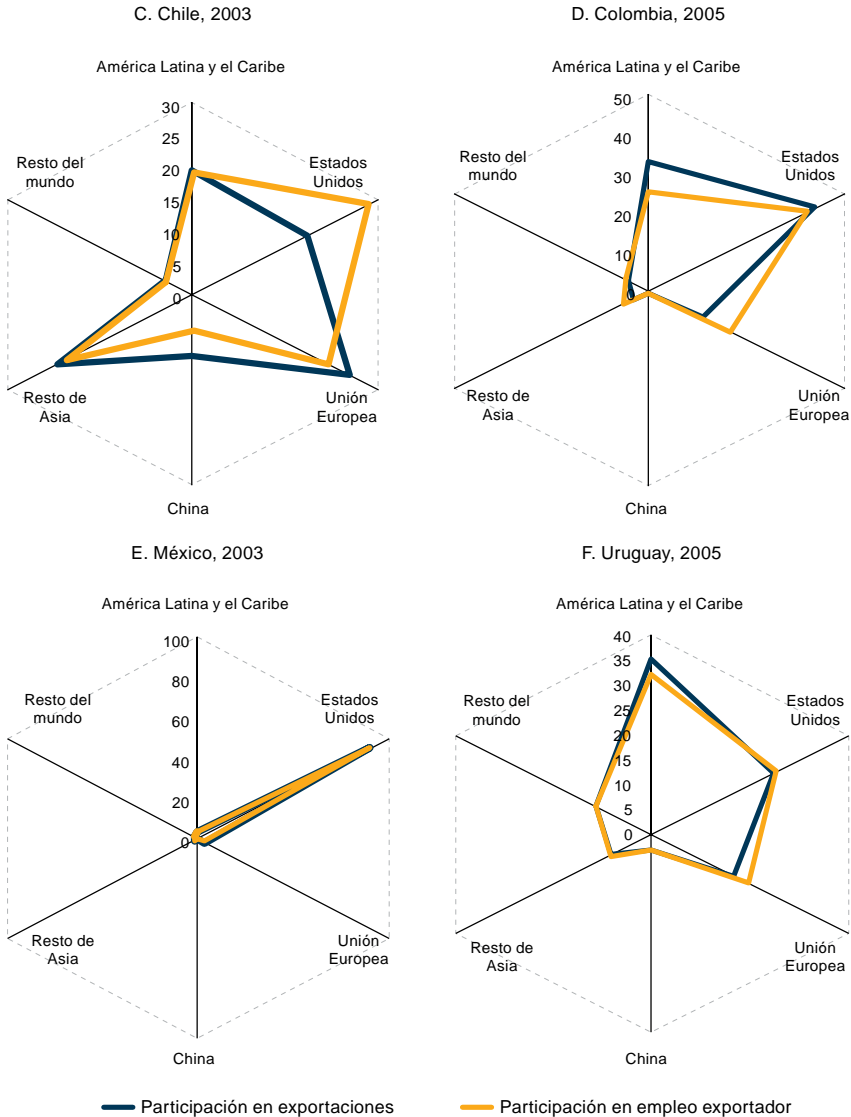 C. Chile, 2003
América Latina y el Caribe
30
25
20
15
10
5
0
Estados
Unidos
Unión
Europea
China
Resto de
Asia
Resto del
mundo
D. Colombia, 2005
América Latina y el Caribe
50
40
30
20
10
0
Estados
Unidos
Unión
Europea
China
Resto de
Asia
Resto del
mundo
E. México, 2003
América Latina y el Caribe
100
80
60
40
20
0
Estados
Unidos
Unión
Europea
China
Resto de
Asia
Resto del
mundo
F. Uruguay, 2005
América Latina y el Caribe
40
35
30
25
20
15
10
5
0
Estados
Unidos
Unión
Europea
China
Resto de
Asia
Resto del
mundo
Participación en exportaciones
Participación en empleo exportador